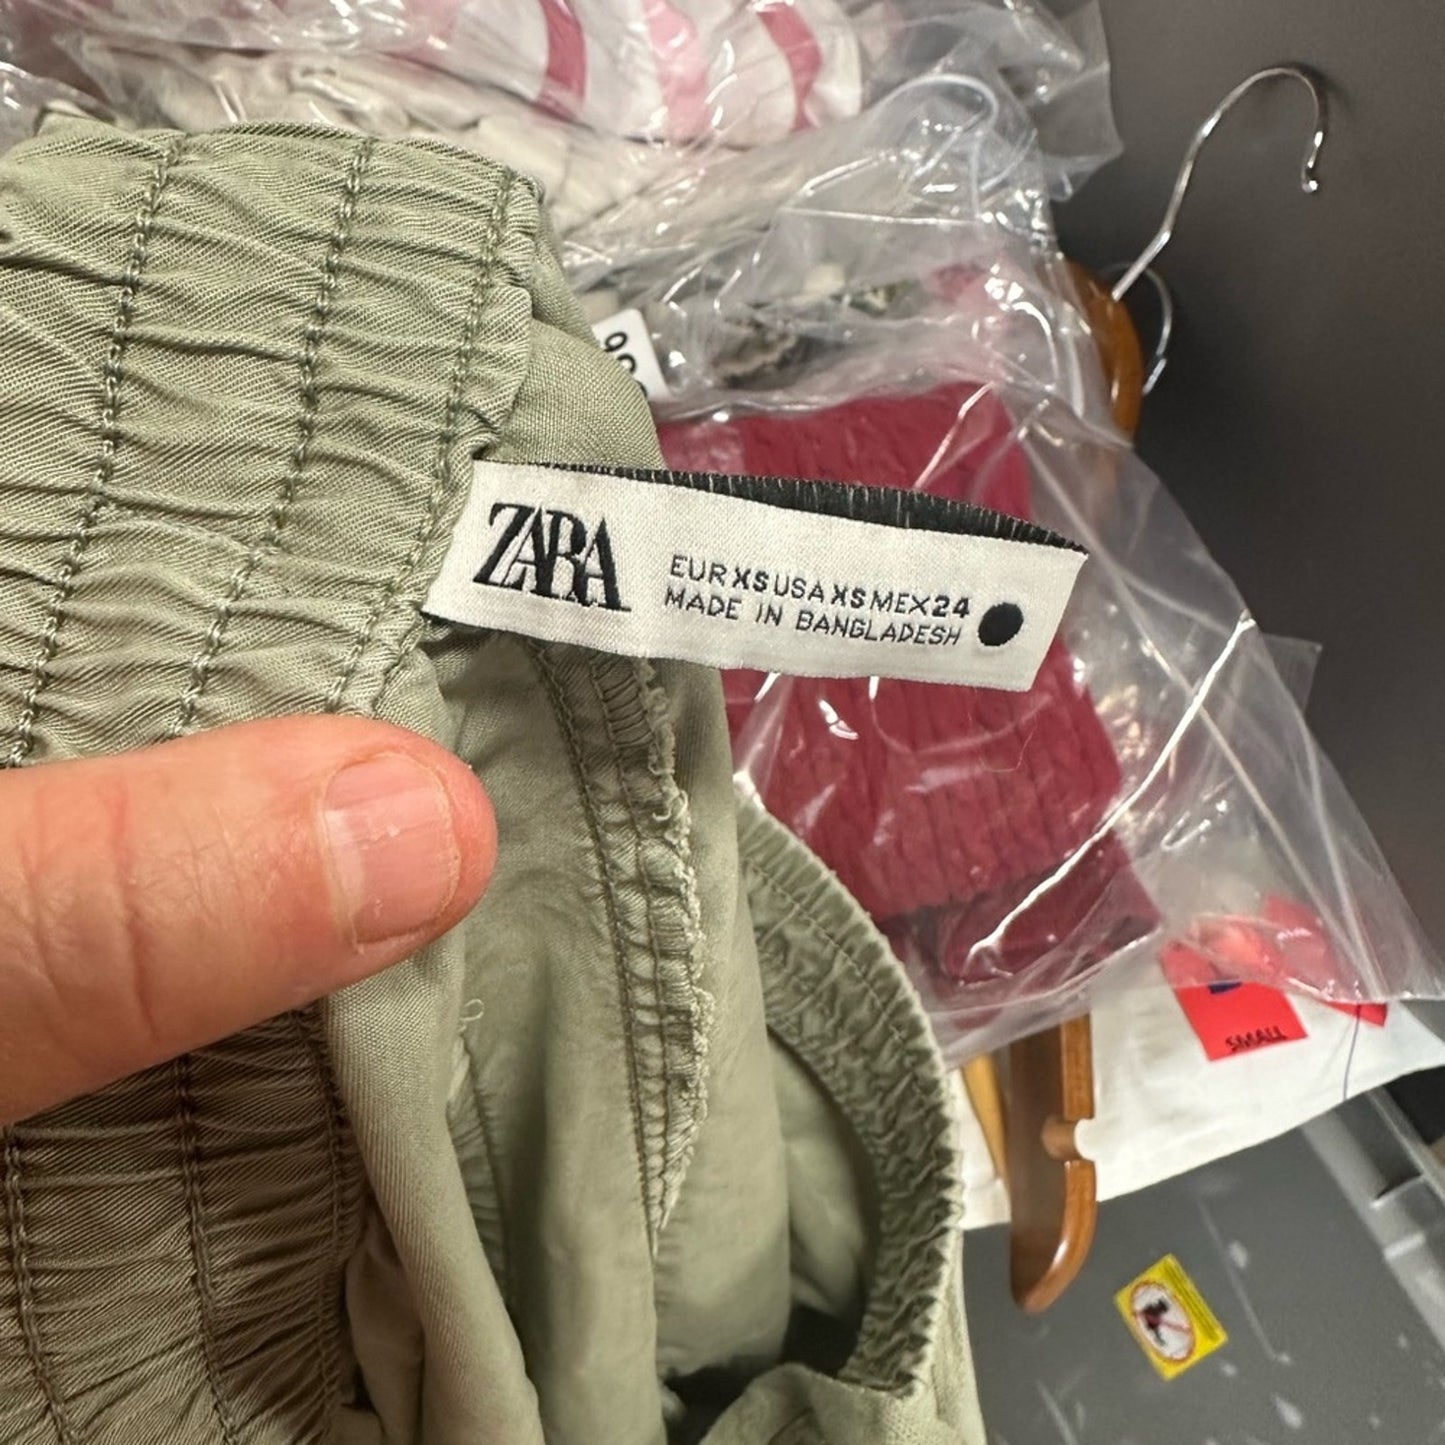 ZARA
EUR XS USA XS MEX 24
MADE IN BANGLADESH
SMALL